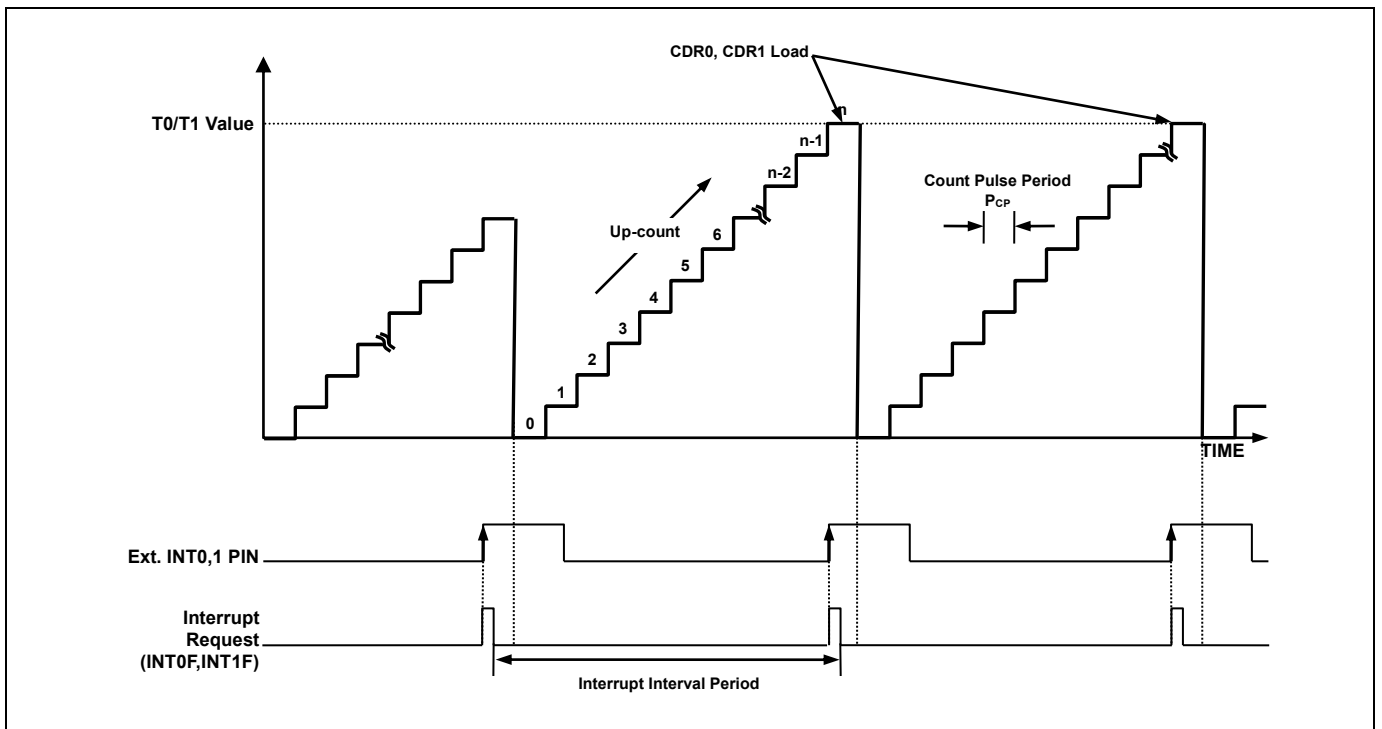 CDR0, CDR1 Load
T0/T1 Value
n
n-1
n-2
Count Pulse Period
PCP
Up-count
6
5
4
3
2
1
0
TIME
Ext. INT0,1 PIN
Interrupt
Request
(INT0F,INT1F)
Interrupt Interval Period